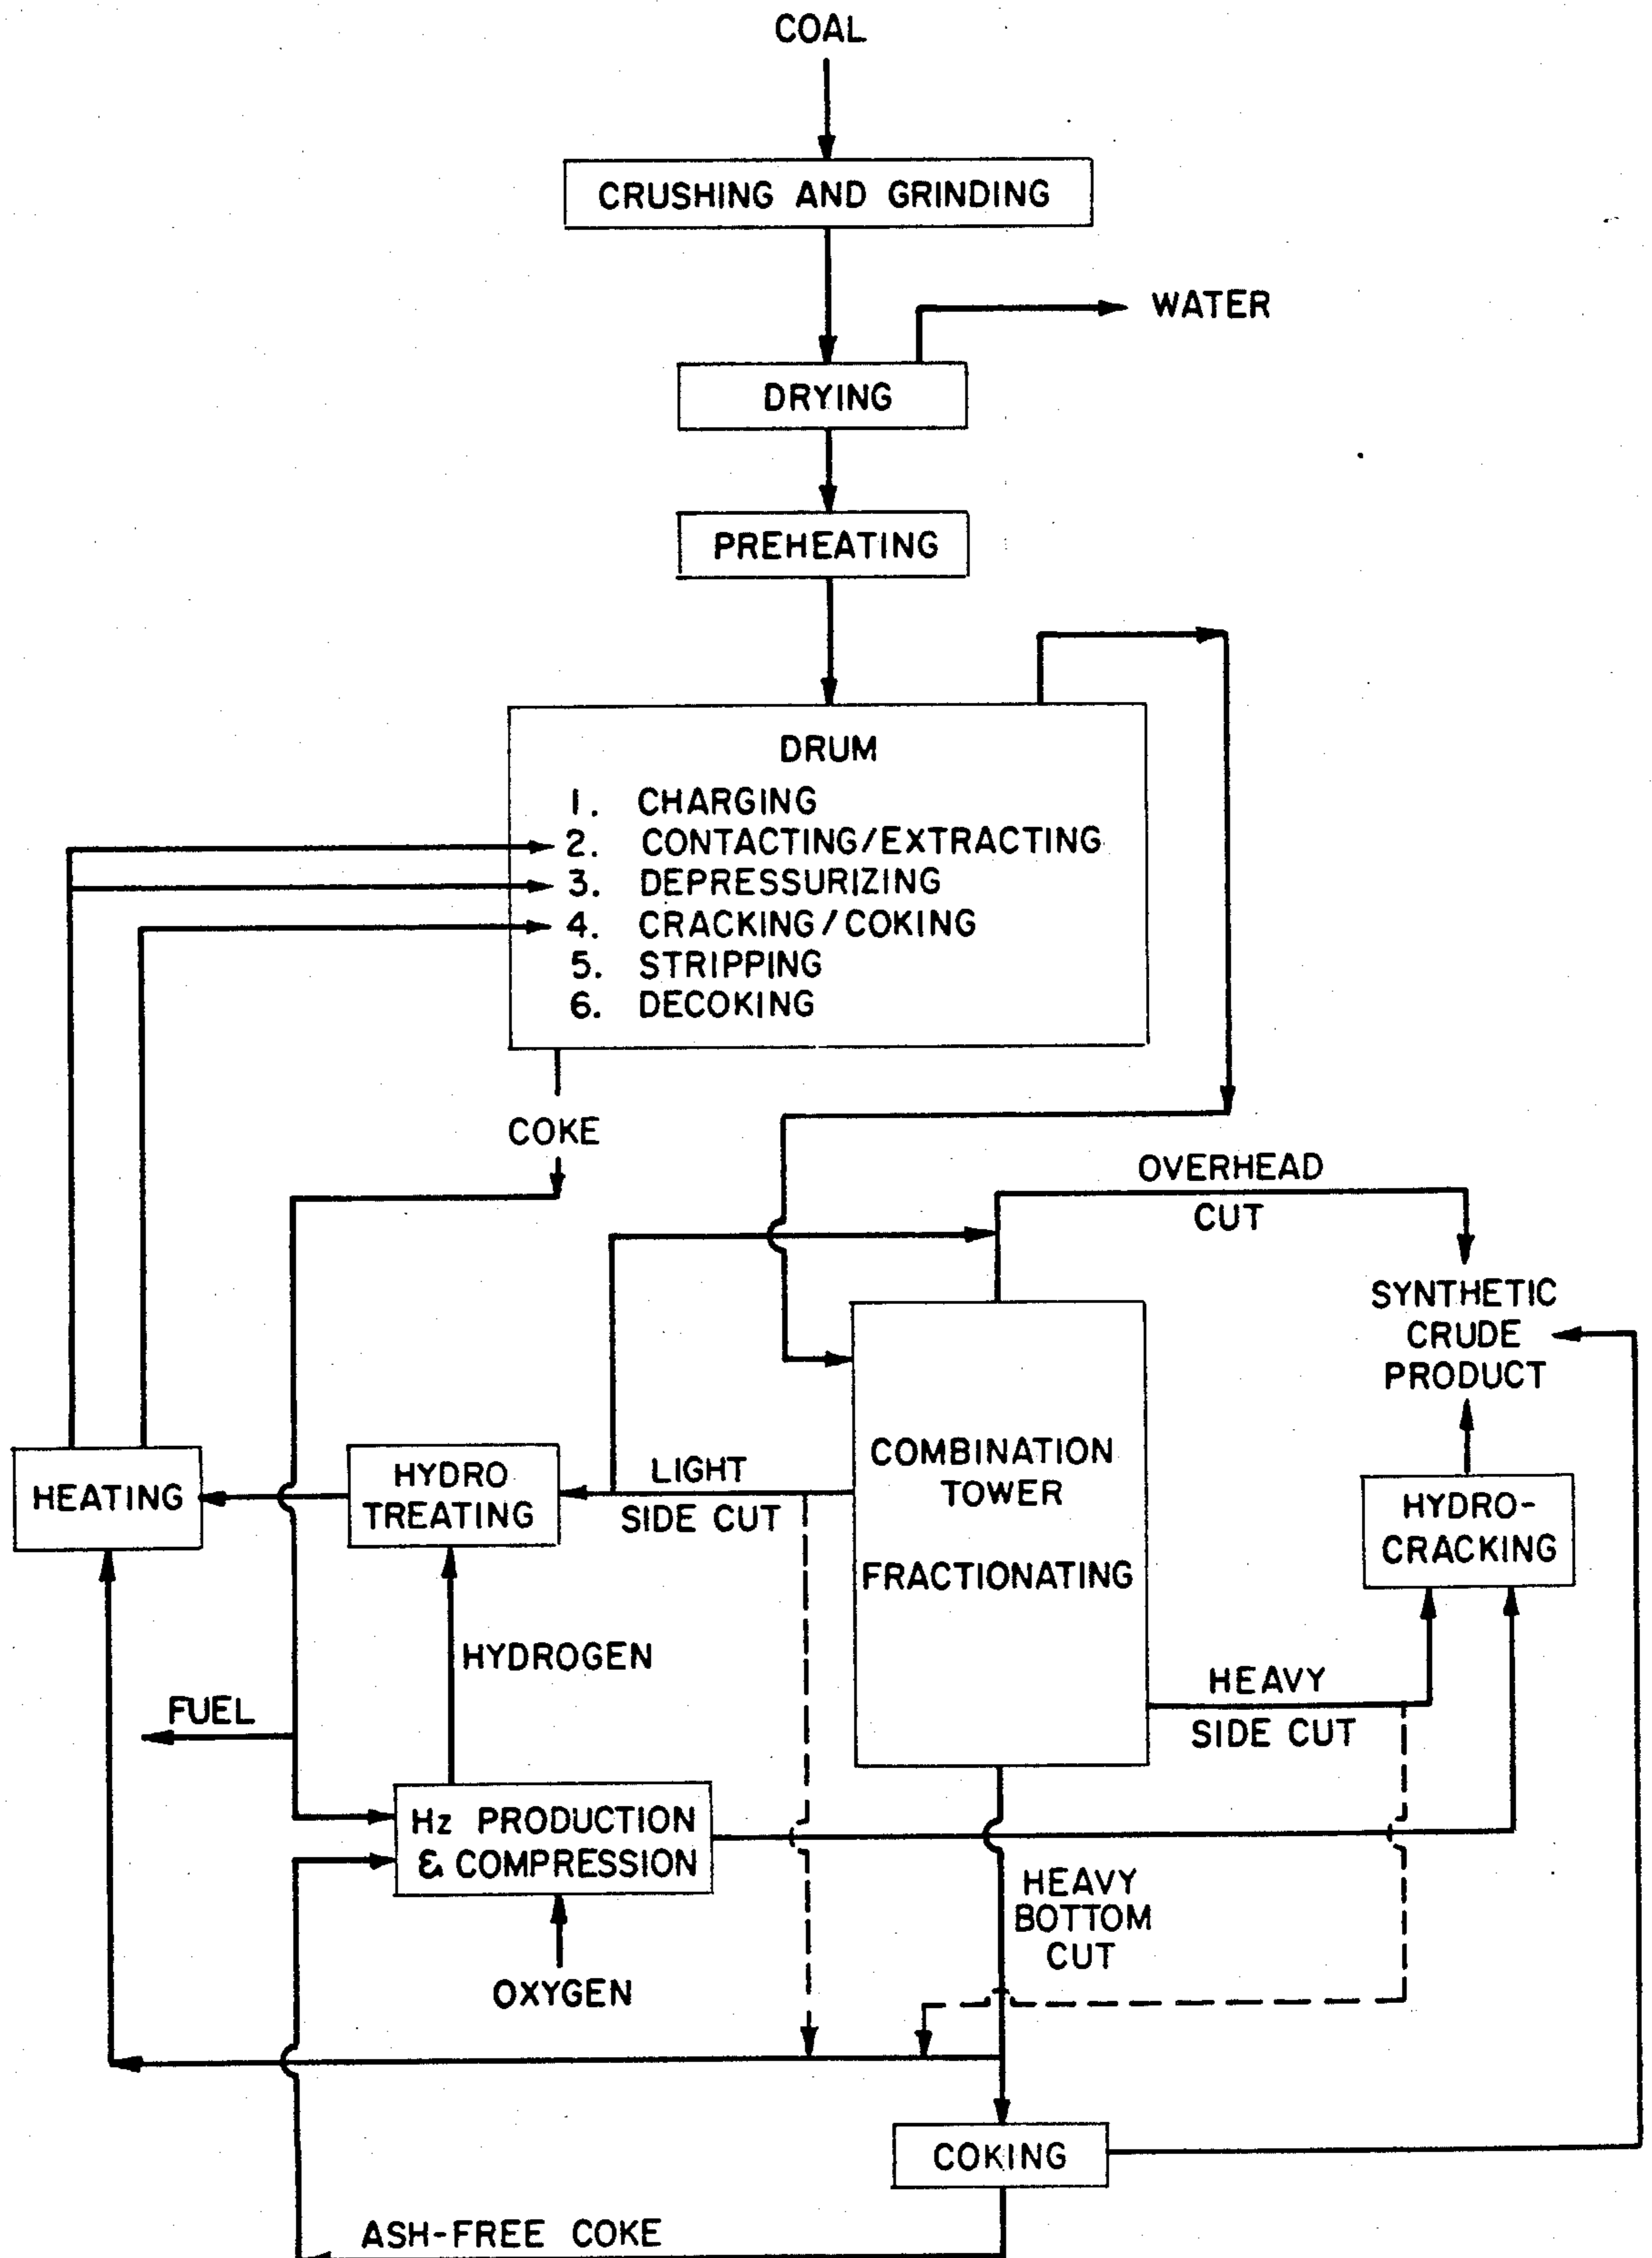 COAL
CRUSHING AND GRINDING
WATER
DRYING
PREHEATING
DRUM
1. CHARGING
2. CONTACTING/EXTRACTING
3. DEPRESSURIZING
4. CRACKING/COKING
5. STRIPPING
6. DECOKING
COKE
OVERHEAD
CUT
SYNTHETIC
CRUDE
PRODUCT
HEATING
HYDRO
TREATING
LIGHT
SIDE CUT
COMBINATION
TOWER
FRACTIONATING
HYDRO-
CRACKING
HYDROGEN
HEAVY
SIDE CUT
FUEL
Hz PRODUCTION
& COMPRESSION
HEAVY
BOTTOM
CUT
OXYGEN
COKING
ASH-FREE COKE